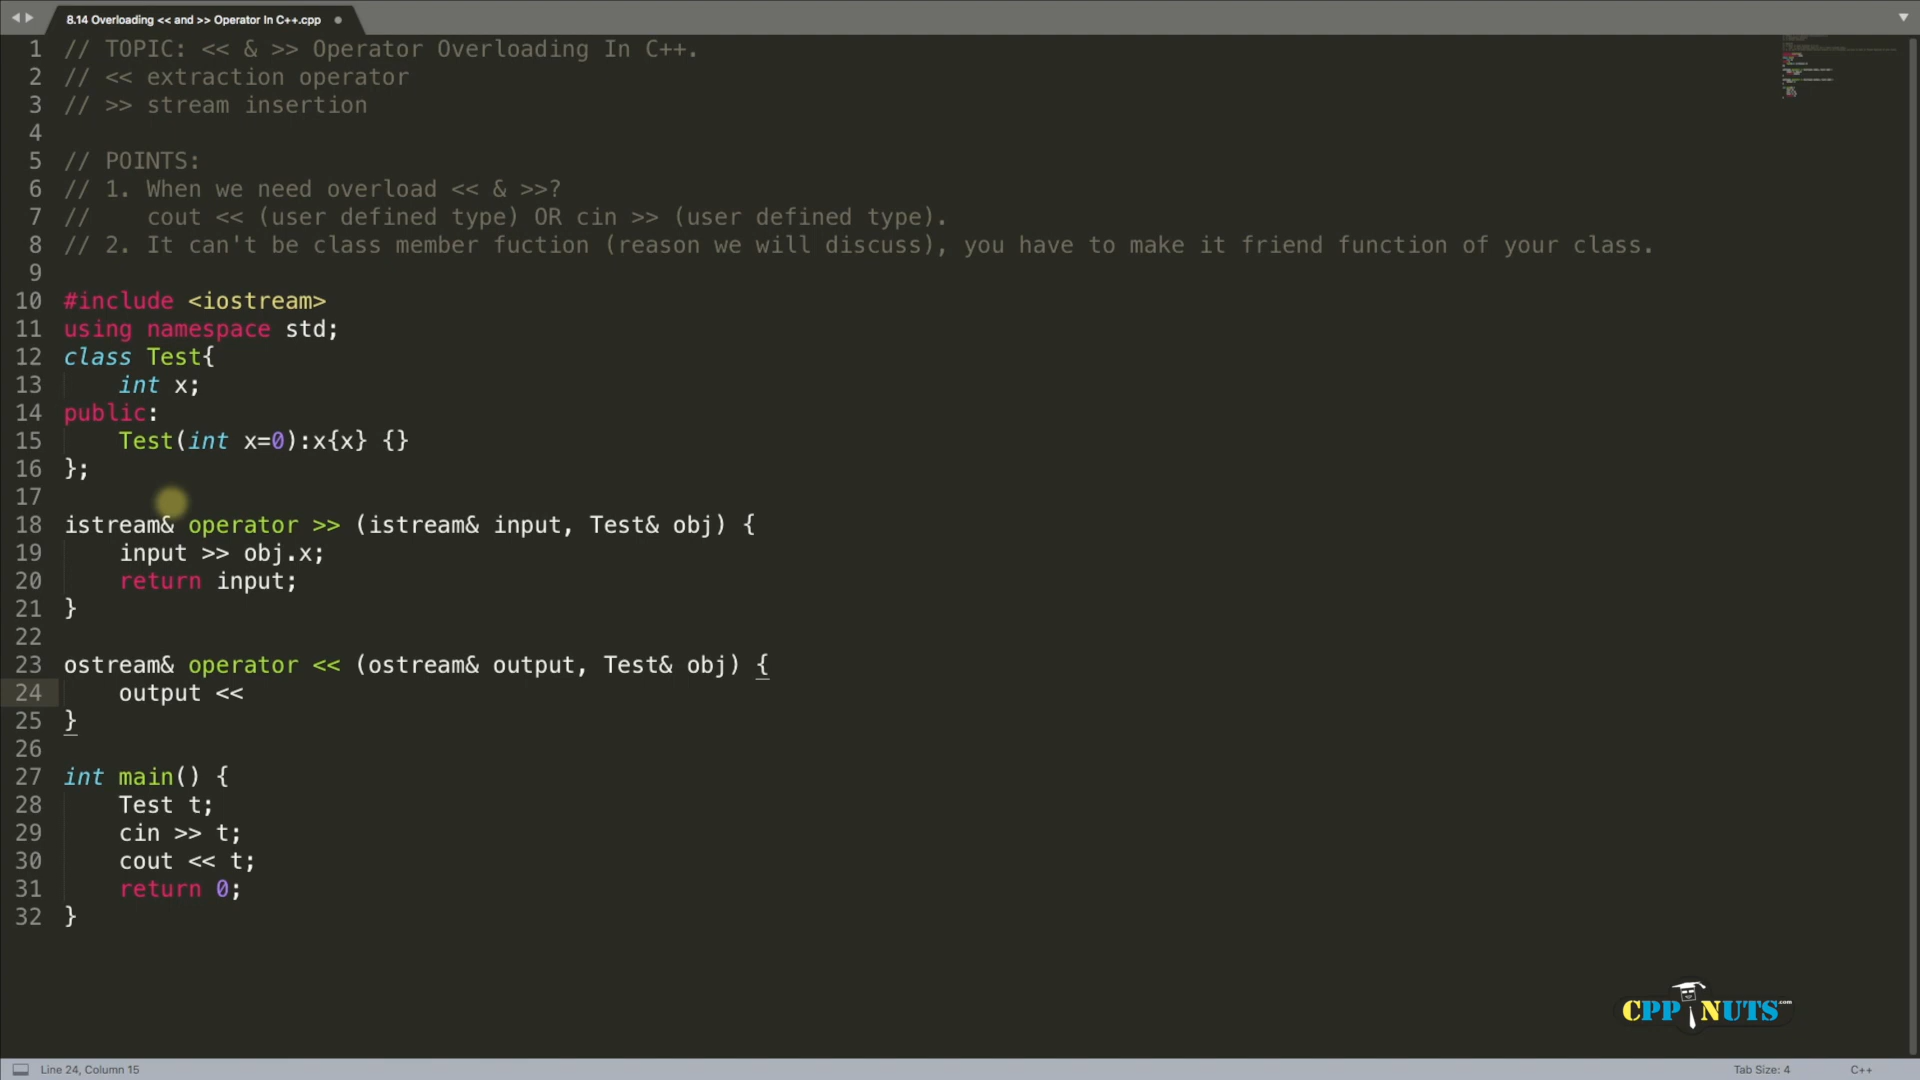 8.14 Overloading << and >> Operator In C++.cpp
1 // TOPIC: << & >> Operator Overloading In C++.
2 // << extraction operator
3 // >> stream insertion
4
5 // POINTS:
6 // 1. When we need overload << & >>?
7 //    cout << (user defined type) OR cin >> (user defined type).
8 // 2. It can't be class member fuction (reason we will discuss), you have to make it friend function of your class.
9
10 #include <iostream>
11 using namespace std;
12 class Test{
13     int x;
14 public:
15     Test(int x=0):x{x} {}
16 };
17
18 istream& operator >> (istream& input, Test& obj) {
19     input >> obj.x;
20     return input;
21 }
22
23 ostream& operator << (ostream& output, Test& obj) {
24     output <<
25 }
26
27 int main() {
28     Test t;
29     cin >> t;
30     cout << t;
31     return 0;
32 }
CPP NUTS.com
Line 24, Column 15
Tab Size: 4
C++